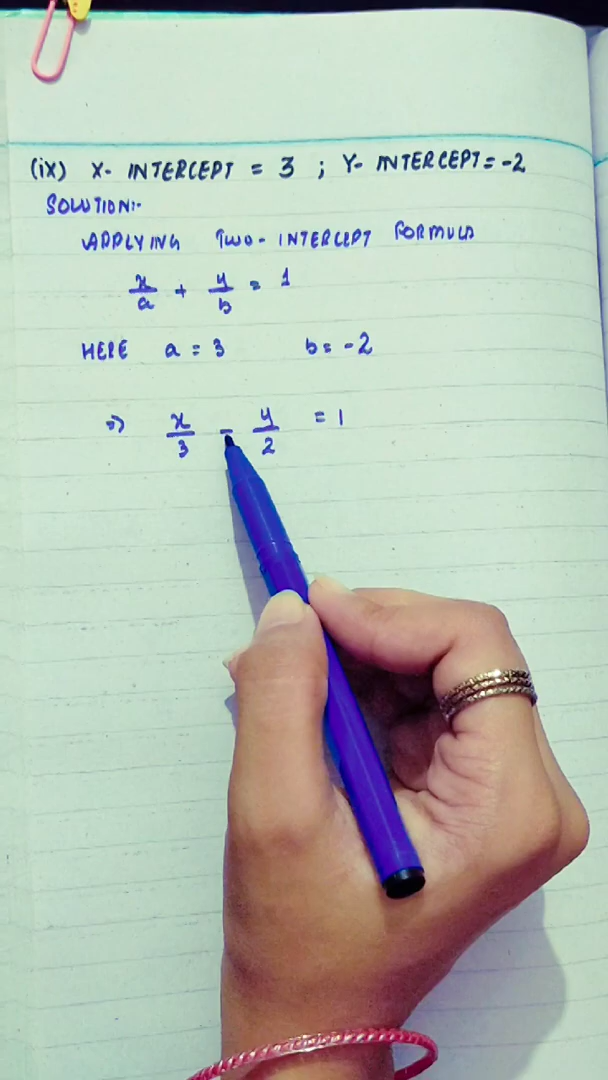 (ix) X- INTERCEPT = 3 ; Y- INTERCEPT = -2
SOLUTION:-
APPLYING TWO-INTERCEPT FORMULA
x/a + y/b = 1
HERE a = 3 b = -2
=> x/3 - y/2 = 1